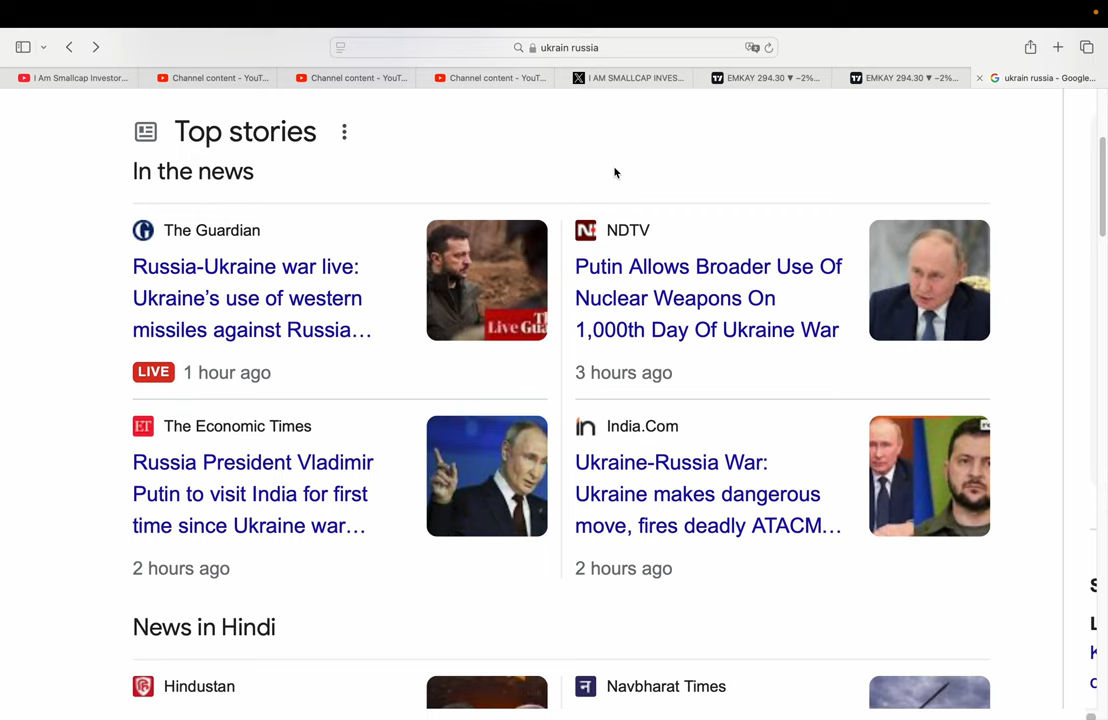 ukrain russia
I Am Smallcap Investor...
Channel content - YouT...
Channel content - YouT...
Channel content - YouT...
I AM SMALLCAP INVES...
EMKAY 294.30 ▼ −2%...
EMKAY 294.30 ▼ −2%...
ukrain russia - Google...
Top stories
In the news
The Guardian
Russia-Ukraine war live:
Ukraine's use of western
missiles against Russia...
LIVE 1 hour ago
Live Gua
NDTV
Putin Allows Broader Use Of
Nuclear Weapons On
1,000th Day Of Ukraine War
3 hours ago
ET The Economic Times
Russia President Vladimir
Putin to visit India for first
time since Ukraine war...
2 hours ago
in India.Com
Ukraine-Russia War:
Ukraine makes dangerous
move, fires deadly ATACM...
2 hours ago
News in Hindi
Hindustan
न Navbharat Times